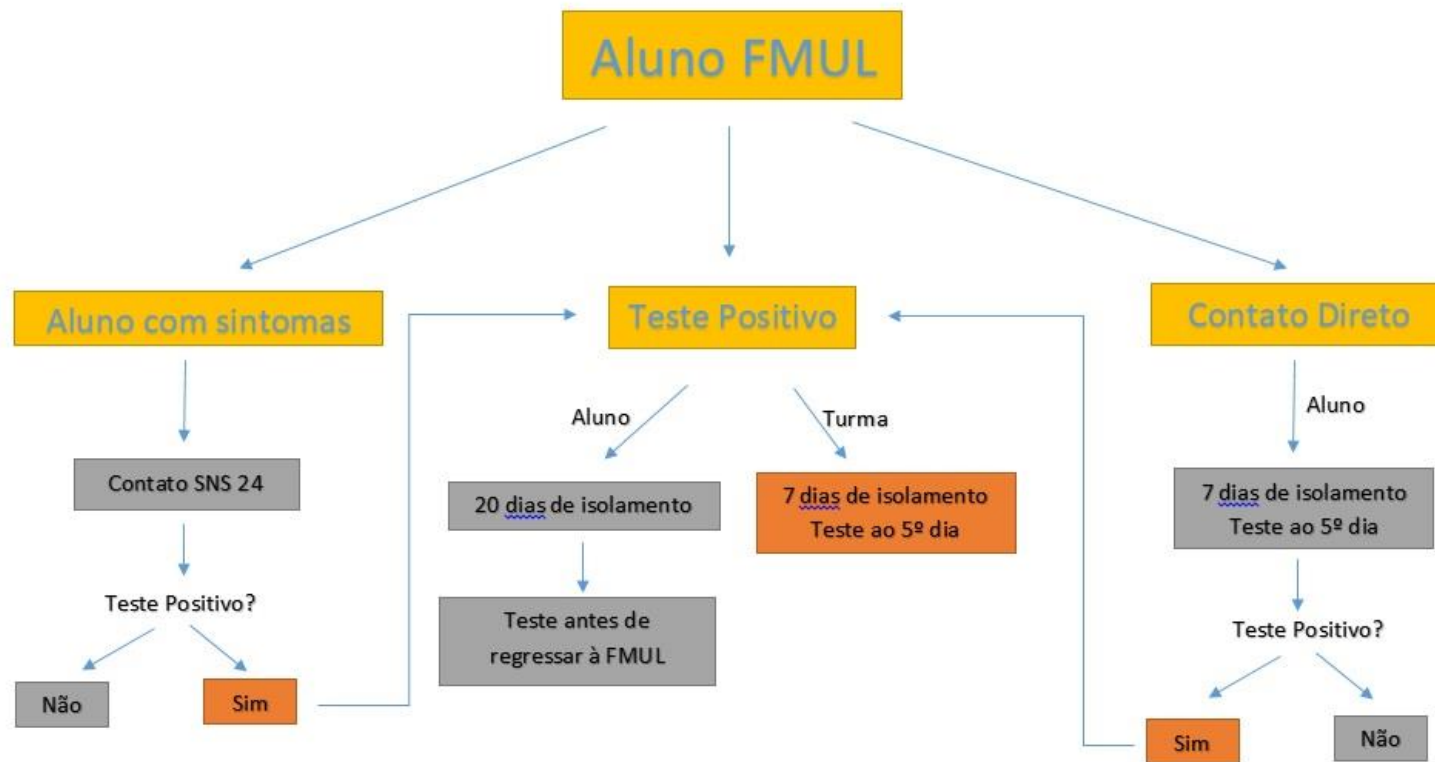 Aluno FMUL
Aluno com sintomas
Teste Positivo
Contato Direto
Aluno
Turma
Aluno
Contato SNS 24
20 dias de isolamento
7 dias de isolamento
Teste ao 5º dia
7 dias de isolamento
Teste ao 5º dia
Teste Positivo?
Teste antes de
regressar à FMUL
Teste Positivo?
Não
Sim
Sim
Não